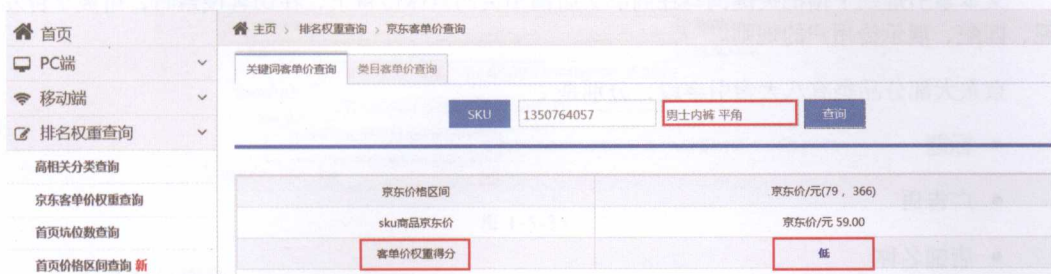 首页
PC端
移动端
排名权重查询
高相关分类查询
京东客单价权重查询
首页坑位数查询
首页价格区间查询 新
主页 > 排名权重查询 > 京东客单价查询
关键词客单价查询 类目客单价查询
SKU 1350764057 男士内裤 平角 查询
京东价格区间 京东价/元(79 , 366)
sku商品京东价 京东价/元 59.00
客单价权重得分 低